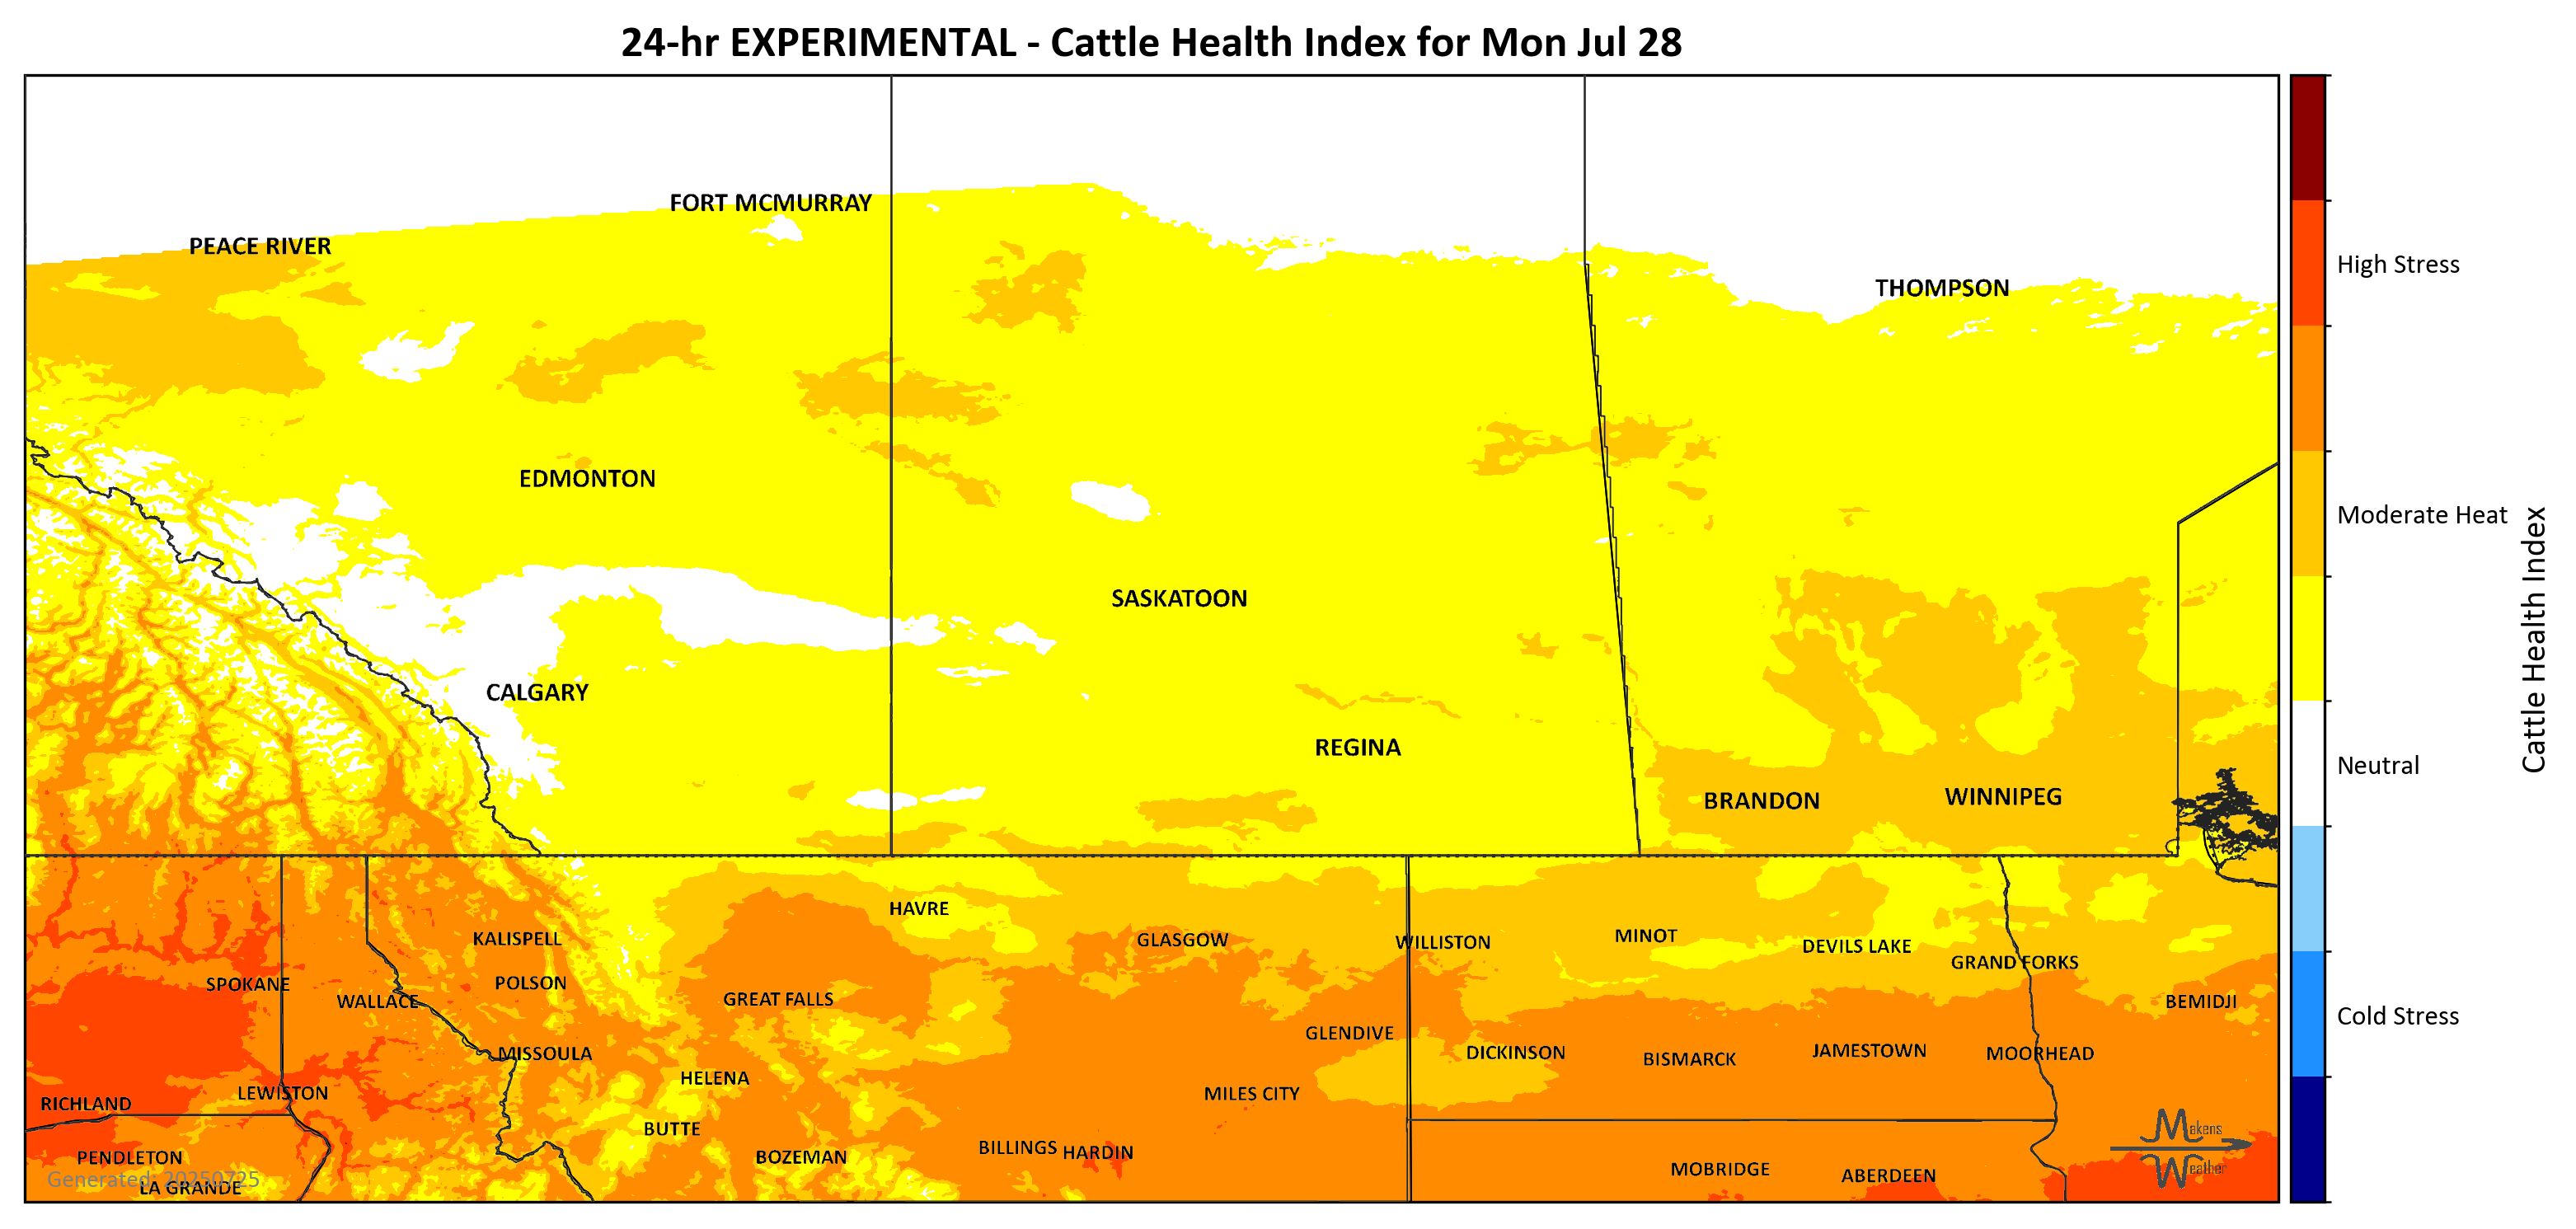 24-hr EXPERIMENTAL - Cattle Health Index for Mon Jul 28
FORT MCMURRAY
PEACE RIVER
THOMPSON
High Stress
EDMONTON
Moderate Heat
SASKATOON
Cattle Health Index
CALGARY
REGINA
Neutral
BRANDON
WINNIPEG
HAVRE
KALISPELL
GLASGOW
WILLISTON
MINOT
DEVILS LAKE
GRAND FORKS
SPOKANE
POLSON
WALLACE
GREAT FALLS
BEMIDJI
Cold Stress
GLENDIVE
MISSOULA
DICKINSON
BISMARCK
JAMESTOWN
MOORHEAD
HELENA
LEWISTON
MILES CITY
RICHLAND
BUTTE
Makens
Weather
BILLINGS
HARDIN
PENDLETON
BOZEMAN
MOBRIDGE
ABERDEEN
Generated: 20250725
LA GRANDE